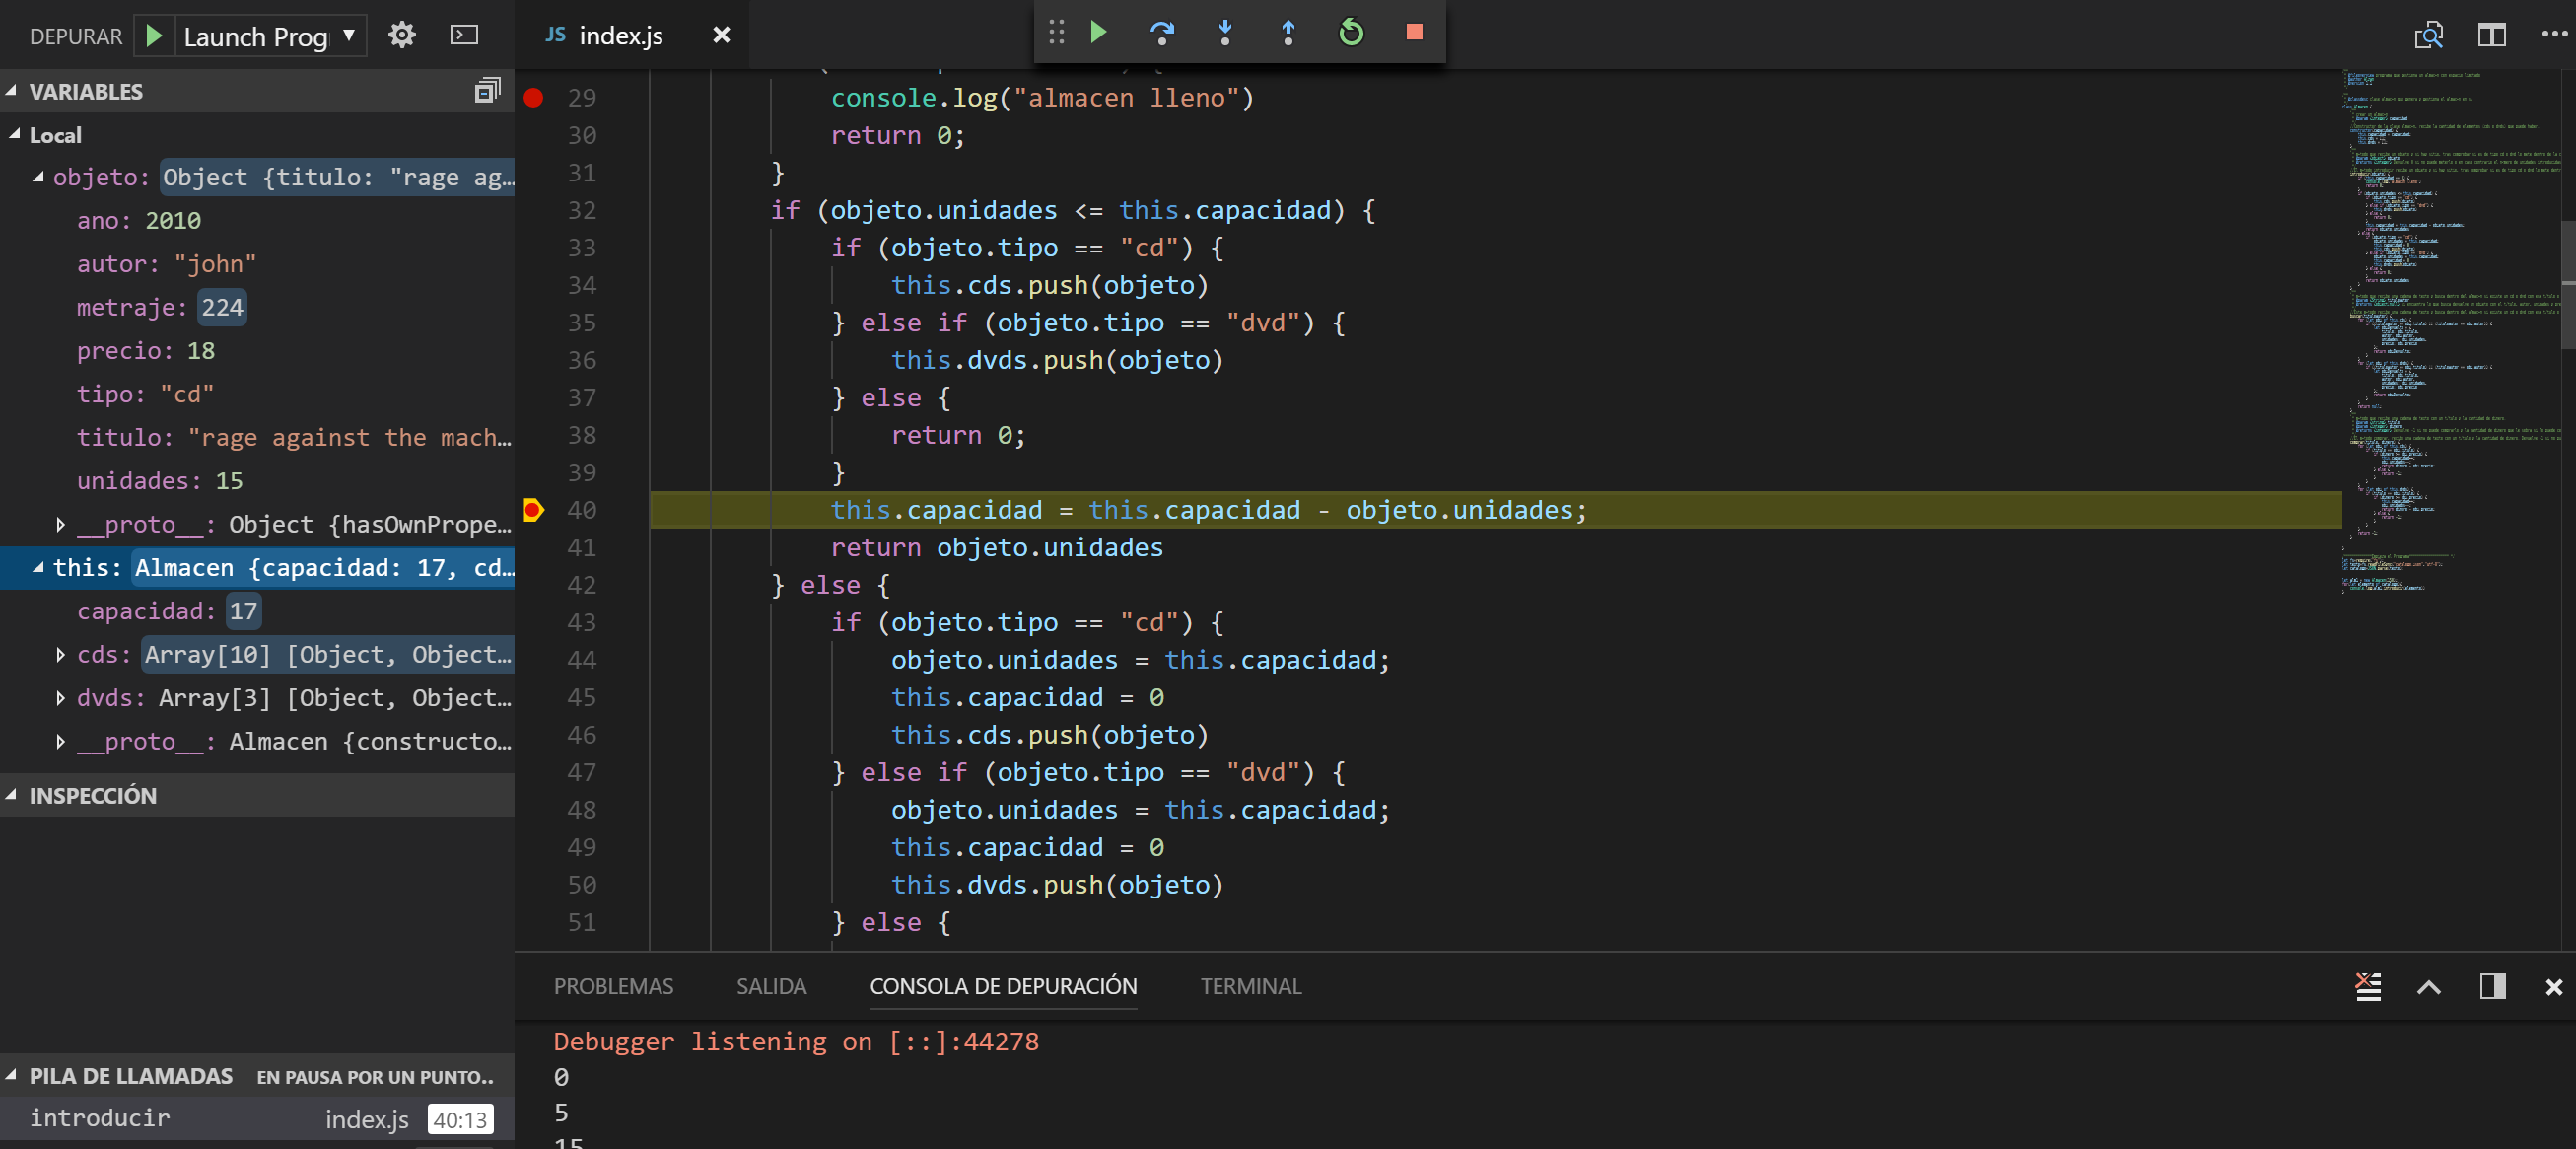 DEPURAR Launch Prog
VARIABLES
Local
objeto: Object {titulo: "rage ag…
ano: 2010
autor: "john"
metraje: 224
precio: 18
tipo: "cd"
titulo: "rage against the mach…
unidades: 15
__proto__: Object {hasOwnPrope…
this: Almacen {capacidad: 17, cd…
capacidad: 17
cds: Array[10] [Object, Object…
dvds: Array[3] [Object, Object…
__proto__: Almacen {constructo…
INSPECCIÓN
PILA DE LLAMADAS EN PAUSA POR UN PUNTO..
introducir index.js 40:13
JS index.js
29 console.log("almacen lleno")
30 return 0;
31 }
32 if (objeto.unidades <= this.capacidad) {
33 if (objeto.tipo == "cd") {
34 this.cds.push(objeto)
35 } else if (objeto.tipo == "dvd") {
36 this.dvds.push(objeto)
37 } else {
38 return 0;
39 }
40 this.capacidad = this.capacidad - objeto.unidades;
41 return objeto.unidades
42 } else {
43 if (objeto.tipo == "cd") {
44 objeto.unidades = this.capacidad;
45 this.capacidad = 0
46 this.cds.push(objeto)
47 } else if (objeto.tipo == "dvd") {
48 objeto.unidades = this.capacidad;
49 this.capacidad = 0
50 this.dvds.push(objeto)
51 } else {
PROBLEMAS SALIDA CONSOLA DE DEPURACIÓN TERMINAL
Debugger listening on [::]:44278
0
5
15